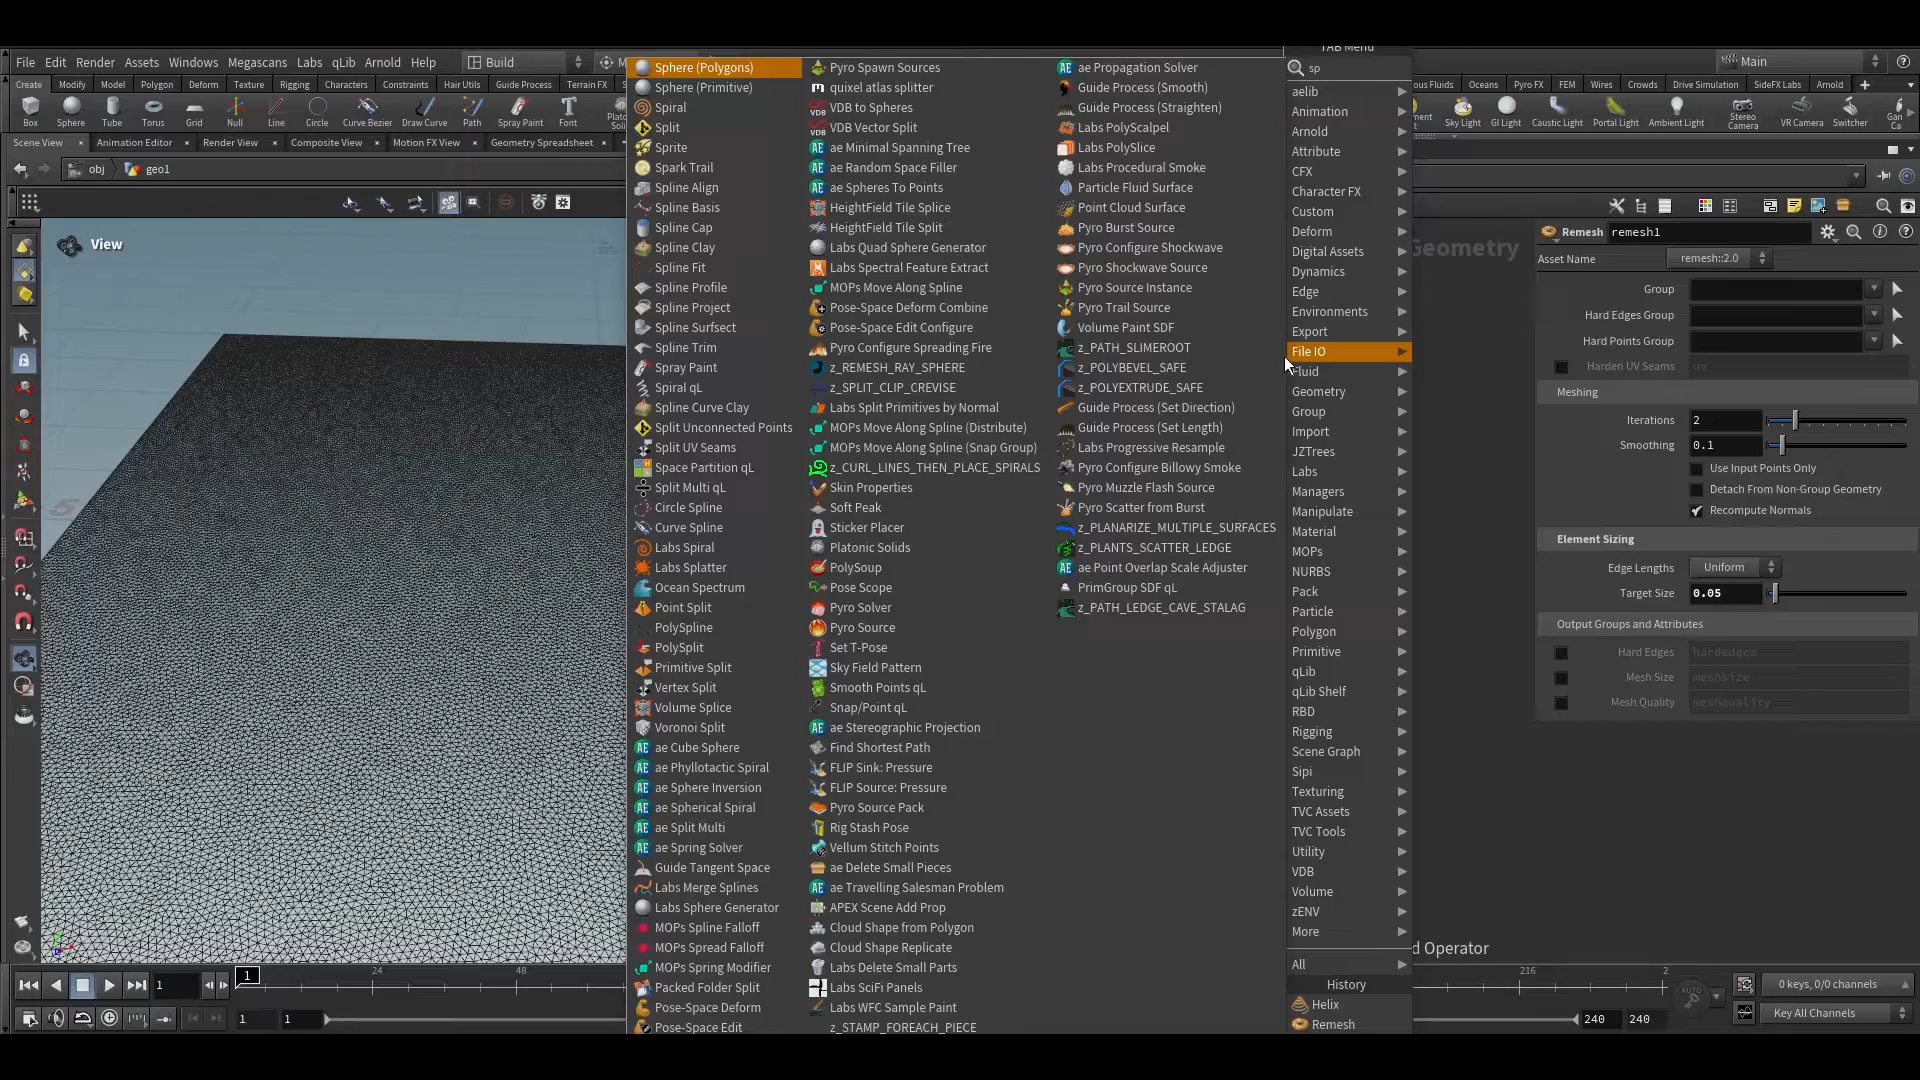 TAB Menu
File Edit Render Assets Windows Megascans Labs qLib Arnold Help
Build
Main
Create Modify Model Polygon Deform Texture Rigging Characters Constraints Hair Utils Guide Process Terrain FX
Oceans Pyro FX FEM Wires Crowds Drive Simulation SideFX Labs Arnold
Box Sphere Tube Torus Grid Null Line Circle Curve Bezier Draw Curve Path Spray Paint Font
Sky Light GI Light Caustic Light Portal Light Ambient Light Stereo Camera VR Camera Switcher
Scene View Animation Editor Render View Composite View Motion FX View Geometry Spreadsheet
obj geo1
View
Sphere (Polygons)
Sphere (Primitive)
Spiral
Split
Sprite
Spark Trail
Spline Align
Spline Basis
Spline Cap
Spline Clay
Spline Fit
Spline Profile
Spline Project
Spline Surfsect
Spline Trim
Spray Paint
Spiral qL
Spline Curve Clay
Split Unconnected Points
Split UV Seams
Space Partition qL
Split Multi qL
Circle Spline
Curve Spline
Labs Spiral
Labs Splatter
Ocean Spectrum
Point Split
PolySpline
PolySplit
Primitive Split
Vertex Split
Volume Splice
Voronoi Split
ae Cube Sphere
ae Phyllotactic Spiral
ae Sphere Inversion
ae Spherical Spiral
ae Split Multi
ae Spring Solver
Guide Tangent Space
Labs Merge Splines
Labs Sphere Generator
MOPs Spline Falloff
MOPs Spread Falloff
MOPs Spring Modifier
Packed Folder Split
Pose-Space Deform
Pose-Space Edit
Pyro Spawn Sources
quixel atlas splitter
VDB to Spheres
VDB Vector Split
ae Minimal Spanning Tree
ae Random Space Filler
ae Spheres To Points
HeightField Tile Splice
HeightField Tile Split
Labs Quad Sphere Generator
Labs Spectral Feature Extract
MOPs Move Along Spline
Pose-Space Deform Combine
Pose-Space Edit Configure
Pyro Configure Spreading Fire
z_REMESH_RAY_SPHERE
z_SPLIT_CLIP_CREVISE
Labs Split Primitives by Normal
MOPs Move Along Spline (Distribute)
MOPs Move Along Spline (Snap Group)
z_CURL_LINES_THEN_PLACE_SPIRALS
Skin Properties
Soft Peak
Sticker Placer
Platonic Solids
PolySoup
Pose Scope
Pyro Solver
Pyro Source
Set T-Pose
Sky Field Pattern
Smooth Points qL
Snap/Point qL
ae Stereographic Projection
Find Shortest Path
FLIP Sink: Pressure
FLIP Source: Pressure
Pyro Source Pack
Rig Stash Pose
Vellum Stitch Points
ae Delete Small Pieces
ae Travelling Salesman Problem
APEX Scene Add Prop
Cloud Shape from Polygon
Cloud Shape Replicate
Labs Delete Small Parts
Labs SciFi Panels
Labs WFC Sample Paint
z_STAMP_FOREACH_PIECE
ae Propagation Solver
Guide Process (Smooth)
Guide Process (Straighten)
Labs PolyScalpel
Labs PolySlice
Labs Procedural Smoke
Particle Fluid Surface
Point Cloud Surface
Pyro Burst Source
Pyro Configure Shockwave
Pyro Shockwave Source
Pyro Source Instance
Pyro Trail Source
Volume Paint SDF
z_PATH_SLIMEROOT
z_POLYBEVEL_SAFE
z_POLYEXTRUDE_SAFE
Guide Process (Set Direction)
Guide Process (Set Length)
Labs Progressive Resample
Pyro Configure Billowy Smoke
Pyro Muzzle Flash Source
Pyro Scatter from Burst
z_PLANARIZE_MULTIPLE_SURFACES
z_PLANTS_SCATTER_LEDGE
ae Point Overlap Scale Adjuster
PrimGroup SDF qL
z_PATH_LEDGE_CAVE_STALAG
sp
aelib
Animation
Arnold
Attribute
CFX
Character FX
Custom
Deform
Digital Assets
Dynamics
Edge
Environments
Export
File IO
Fluid
Geometry
Group
Import
JZTrees
Labs
Managers
Manipulate
Material
MOPs
NURBS
Pack
Particle
Polygon
Primitive
qLib
qLib Shelf
RBD
Rigging
Scene Graph
Sipi
Texturing
TVC Assets
TVC Tools
Utility
VDB
Volume
zENV
More
All
History
Helix
Remesh
Geometry
Remesh remesh1
Asset Name remesh::2.0
Group
Hard Edges Group
Hard Points Group
Harden UV Seams uv
Meshing
Iterations 2
Smoothing 0.1
Use Input Points Only
Detach From Non-Group Geometry
Recompute Normals
Element Sizing
Edge Lengths Uniform
Target Size 0.05
Output Groups and Attributes
Hard Edges hardedges
Mesh Size meshsize
Mesh Quality meshquality
d Operator
1 1 24 48 216 2
0 keys, 0/0 channels
1 1 240 240
Key All Channels